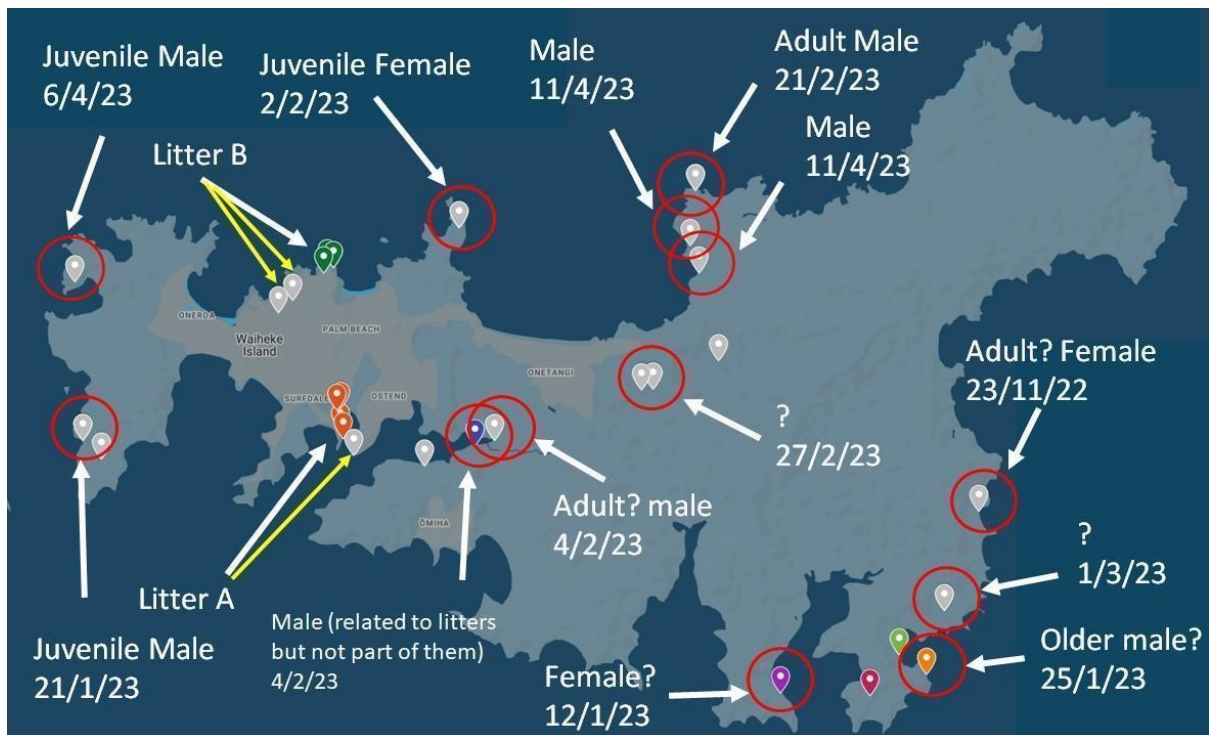 Juvenile Male
6/4/23
Juvenile Female
2/2/23
Male
11/4/23
Adult Male
21/2/23
Male
11/4/23
Litter B
ONEROA
Waiheke
Island
PALM BEACH
SURFDALE
OSTEND
ONETANGI
ŌMIHA
Adult? Female
23/11/22
?
27/2/23
Adult? male
4/2/23
?
1/3/23
Litter A
Juvenile Male
21/1/23
Male (related to litters
but not part of them)
4/2/23
Female?
12/1/23
Older male?
25/1/23